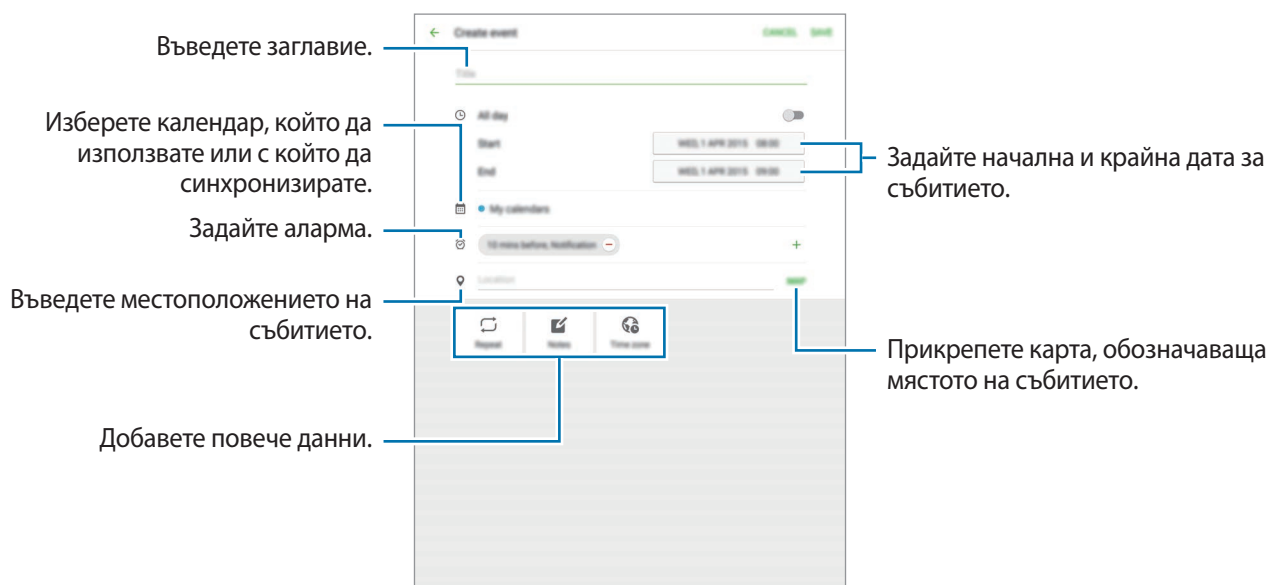 Въведете заглавие.
Изберете календар, който да
използвате или с който да
синхронизирате.
Задайте аларма.
Въведете местоположението на
събитието.
Добавете повече данни.
Create event
CANCEL SAVE
Title
All day
Start WED, 1 APR 2015 08:00
End WED, 1 APR 2015 09:00
My calendars
10 mins before, Notification
Location MAP
Repeat Notes Time zone
Задайте начална и крайна дата за
събитието.
Прикрепете карта, обозначаваща
мястото на събитието.